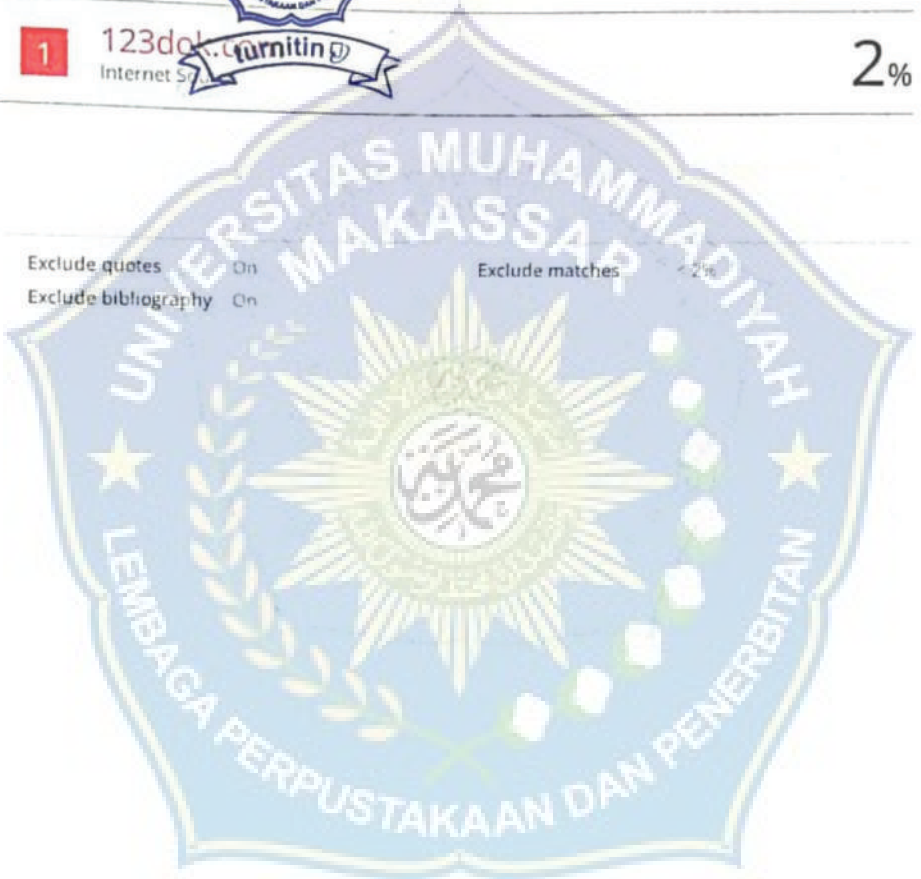 1 123dok.com 2%
turnitin
Internet
Exclude quotes On Exclude matches < 2%
Exclude bibliography On
UNIVERSITAS MUHAMMADIYAH
MAKASSAR
LEMBAGA PERPUSTAKAAN DAN PENERBITAN